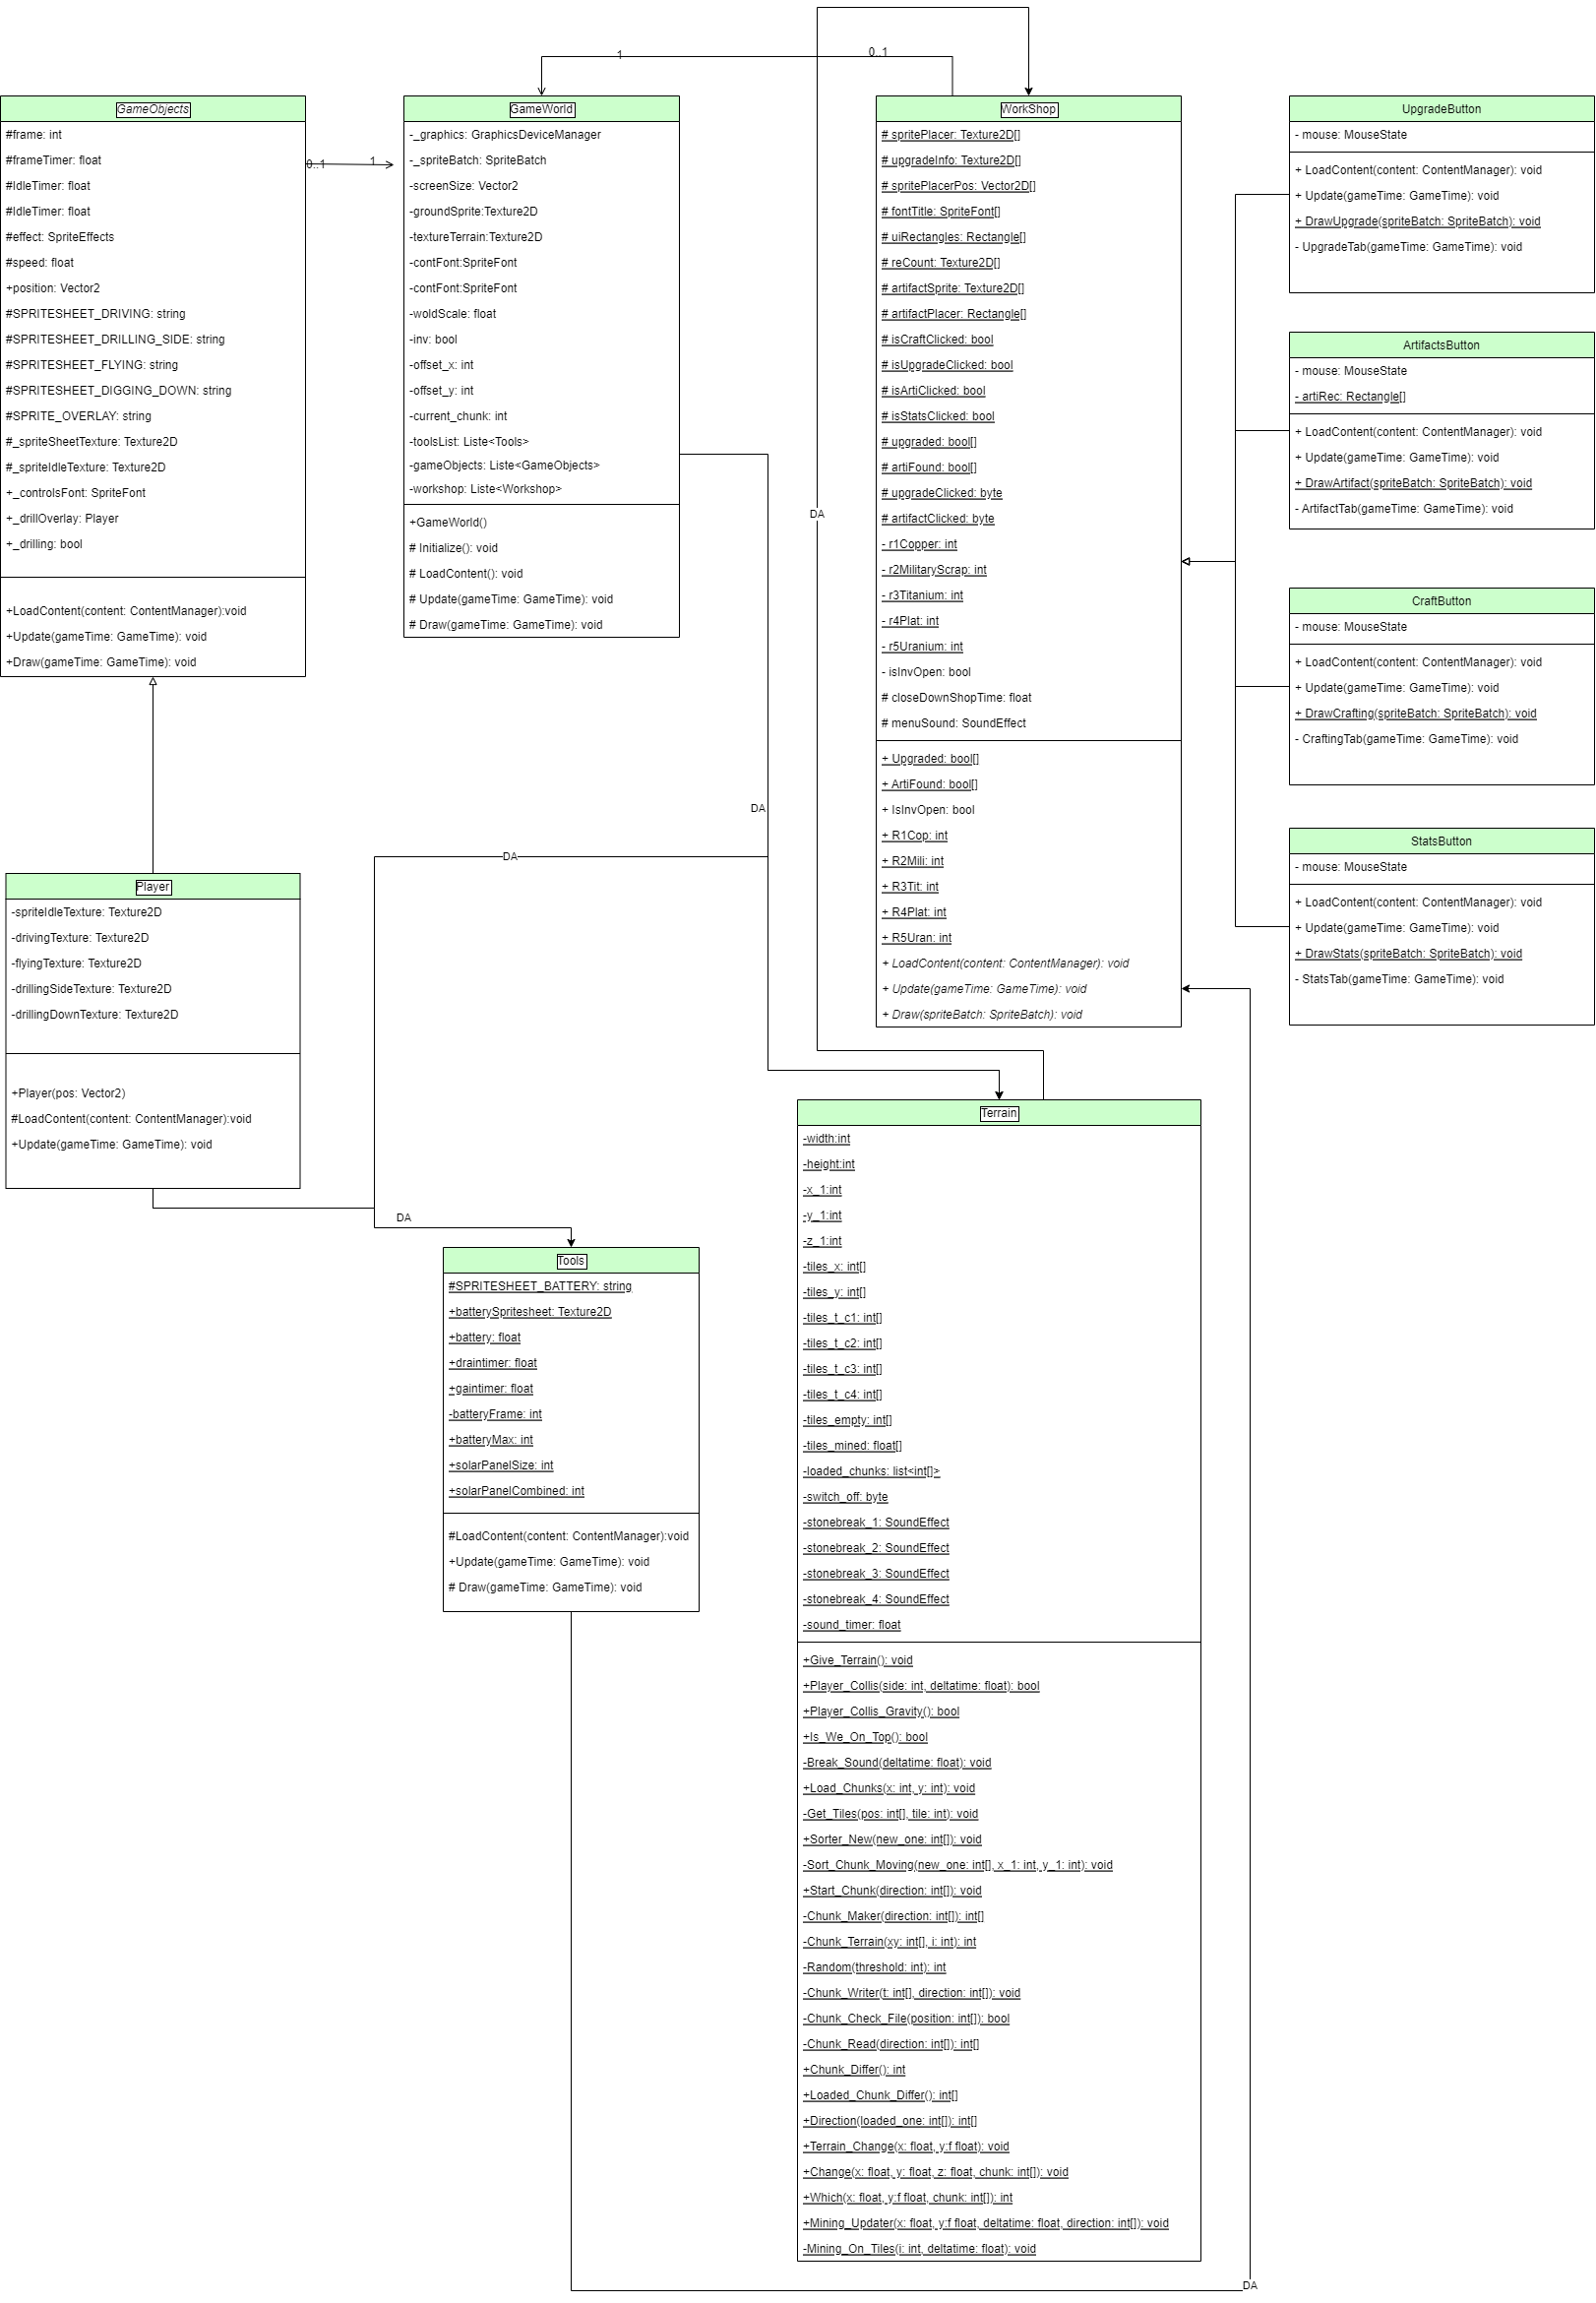 1
0..1
GameObjects
#frame: int
#frameTimer: float
#IdleTimer: float
#IdleTimer: float
#effect: SpriteEffects
#speed: float
+position: Vector2
#SPRITESHEET_DRIVING: string
#SPRITESHEET_DRILLING_SIDE: string
#SPRITESHEET_FLYING: string
#SPRITESHEET_DIGGING_DOWN: string
#SPRITE_OVERLAY: string
#_spriteSheetTexture: Texture2D
#_spriteIdleTexture: Texture2D
+_controlsFont: SpriteFont
+_drillOverlay: Player
+_drilling: bool
+LoadContent(content: ContentManager):void
+Update(gameTime: GameTime): void
+Draw(gameTime: GameTime): void
0..1
1
GameWorld
-_graphics: GraphicsDeviceManager
-_spriteBatch: SpriteBatch
-screenSize: Vector2
-groundSprite:Texture2D
-textureTerrain:Texture2D
-contFont:SpriteFont
-contFont:SpriteFont
-woldScale: float
-inv: bool
-offset_x: int
-offset_y: int
-current_chunk: int
-toolsList: Liste<Tools>
-gameObjects: Liste<GameObjects>
-workshop: Liste<Workshop>
+GameWorld()
# Initialize(): void
# LoadContent(): void
# Update(gameTime: GameTime): void
# Draw(gameTime: GameTime): void
DA
WorkShop
# spritePlacer: Texture2D[]
# upgradeInfo: Texture2D[]
# spritePlacerPos: Vector2D[]
# fontTitle: SpriteFont[]
# uiRectangles: Rectangle[]
# reCount: Texture2D[]
# artifactSprite: Texture2D[]
# artifactPlacer: Rectangle[]
# isCraftClicked: bool
# isUpgradeClicked: bool
# isArtiClicked: bool
# isStatsClicked: bool
# upgraded: bool[]
# artiFound: bool[]
# upgradeClicked: byte
# artifactClicked: byte
- r1Copper: int
- r2MilitaryScrap: int
- r3Titanium: int
- r4Plat: int
- r5Uranium: int
- isInvOpen: bool
# closeDownShopTime: float
# menuSound: SoundEffect
+ Upgraded: bool[]
+ ArtiFound: bool[]
+ IsInvOpen: bool
+ R1Cop: int
+ R2Mili: int
+ R3Tit: int
+ R4Plat: int
+ R5Uran: int
+ LoadContent(content: ContentManager): void
+ Update(gameTime: GameTime): void
+ Draw(spriteBatch: SpriteBatch): void
UpgradeButton
- mouse: MouseState
+ LoadContent(content: ContentManager): void
+ Update(gameTime: GameTime): void
+ DrawUpgrade(spriteBatch: SpriteBatch): void
- UpgradeTab(gameTime: GameTime): void
ArtifactsButton
- mouse: MouseState
- artiRec: Rectangle[]
+ LoadContent(content: ContentManager): void
+ Update(gameTime: GameTime): void
+ DrawArtifact(spriteBatch: SpriteBatch): void
- ArtifactTab(gameTime: GameTime): void
CraftButton
- mouse: MouseState
+ LoadContent(content: ContentManager): void
+ Update(gameTime: GameTime): void
+ DrawCrafting(spriteBatch: SpriteBatch): void
- CraftingTab(gameTime: GameTime): void
StatsButton
- mouse: MouseState
+ LoadContent(content: ContentManager): void
+ Update(gameTime: GameTime): void
+ DrawStats(spriteBatch: SpriteBatch): void
- StatsTab(gameTime: GameTime): void
DA
DA
Player
-spriteIdleTexture: Texture2D
-drivingTexture: Texture2D
-flyingTexture: Texture2D
-drillingSideTexture: Texture2D
-drillingDownTexture: Texture2D
+Player(pos: Vector2)
#LoadContent(content: ContentManager):void
+Update(gameTime: GameTime): void
DA
Tools
#SPRITESHEET_BATTERY: string
+batterySpritesheet: Texture2D
+battery: float
+draintimer: float
+gaintimer: float
-batteryFrame: int
+batteryMax: int
+solarPanelSize: int
+solarPanelCombined: int
#LoadContent(content: ContentManager):void
+Update(gameTime: GameTime): void
# Draw(gameTime: GameTime): void
Terrain
-width:int
-height:int
-x_1:int
-y_1:int
-z_1:int
-tiles_x: int[]
-tiles_y: int[]
-tiles_t_c1: int[]
-tiles_t_c2: int[]
-tiles_t_c3: int[]
-tiles_t_c4: int[]
-tiles_empty: int[]
-tiles_mined: float[]
-loaded_chunks: list<int[]>
-switch_off: byte
-stonebreak_1: SoundEffect
-stonebreak_2: SoundEffect
-stonebreak_3: SoundEffect
-stonebreak_4: SoundEffect
-sound_timer: float
+Give_Terrain(): void
+Player_Collis(side: int, deltatime: float): bool
+Player_Collis_Gravity(): bool
+Is_We_On_Top(): bool
-Break_Sound(deltatime: float): void
+Load_Chunks(x: int, y: int): void
-Get_Tiles(pos: int[], tile: int): void
+Sorter_New(new_one: int[]): void
-Sort_Chunk_Moving(new_one: int[], x_1: int, y_1: int): void
+Start_Chunk(direction: int[]): void
-Chunk_Maker(direction: int[]): int[]
-Chunk_Terrain(xy: int[], i: int): int
-Random(threshold: int): int
-Chunk_Writer(t: int[], direction: int[]): void
-Chunk_Check_File(position: int[]): bool
-Chunk_Read(direction: int[]): int[]
+Chunk_Differ(): int
+Loaded_Chunk_Differ(): int[]
+Direction(loaded_one: int[]): int[]
+Terrain_Change(x: float, y:f float): void
+Change(x: float, y: float, z: float, chunk: int[]): void
+Which(x: float, y:f float, chunk: int[]): int
+Mining_Updater(x: float, y:f float, deltatime: float, direction: int[]): void
-Mining_On_Tiles(i: int, deltatime: float): void
DA